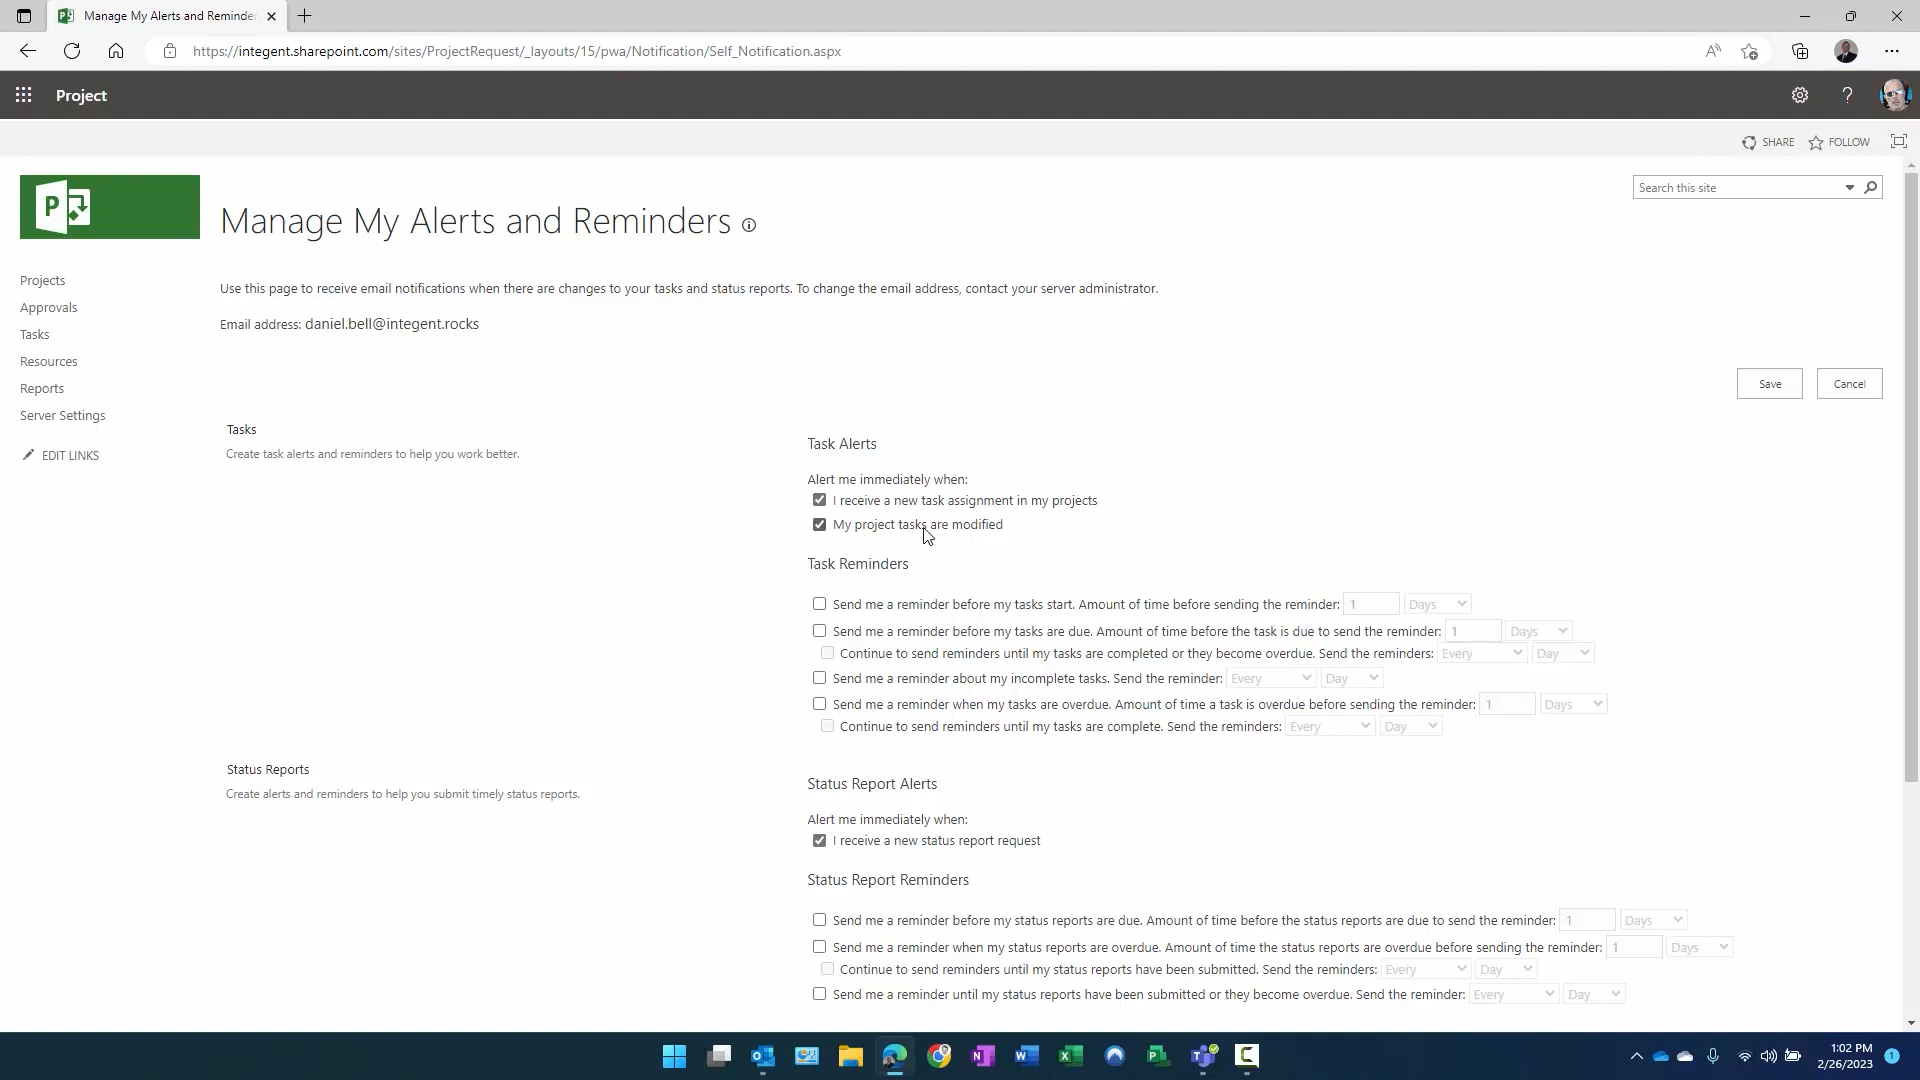 Manage My Alerts and Reminder
https://integent.sharepoint.com/sites/ProjectRequest/_layouts/15/pwa/Notification/Self_Notification.aspx
Project
SHARE
FOLLOW
Search this site
P
Manage My Alerts and Reminders
Projects
Approvals
Tasks
Resources
Reports
Server Settings
EDIT LINKS
Use this page to receive email notifications when there are changes to your tasks and status reports. To change the email address, contact your server administrator.
Email address: daniel.bell@integent.rocks
Save
Cancel
Tasks
Create task alerts and reminders to help you work better.
Task Alerts
Alert me immediately when:
I receive a new task assignment in my projects
My project tasks are modified
Task Reminders
Send me a reminder before my tasks start. Amount of time before sending the reminder: 1 Days
Send me a reminder before my tasks are due. Amount of time before the task is due to send the reminder: 1 Days
Continue to send reminders until my tasks are completed or they become overdue. Send the reminders: Every Day
Send me a reminder about my incomplete tasks. Send the reminder: Every Day
Send me a reminder when my tasks are overdue. Amount of time a task is overdue before sending the reminder: 1 Days
Continue to send reminders until my tasks are complete. Send the reminders: Every Day
Status Reports
Create alerts and reminders to help you submit timely status reports.
Status Report Alerts
Alert me immediately when:
I receive a new status report request
Status Report Reminders
Send me a reminder before my status reports are due. Amount of time before the status reports are due to send the reminder: 1 Days
Send me a reminder when my status reports are overdue. Amount of time the status reports are overdue before sending the reminder: 1 Days
Continue to send reminders until my status reports have been submitted. Send the reminders: Every Day
Send me a reminder until my status reports have been submitted or they become overdue. Send the reminder: Every Day
1:02 PM
2/26/2023
1